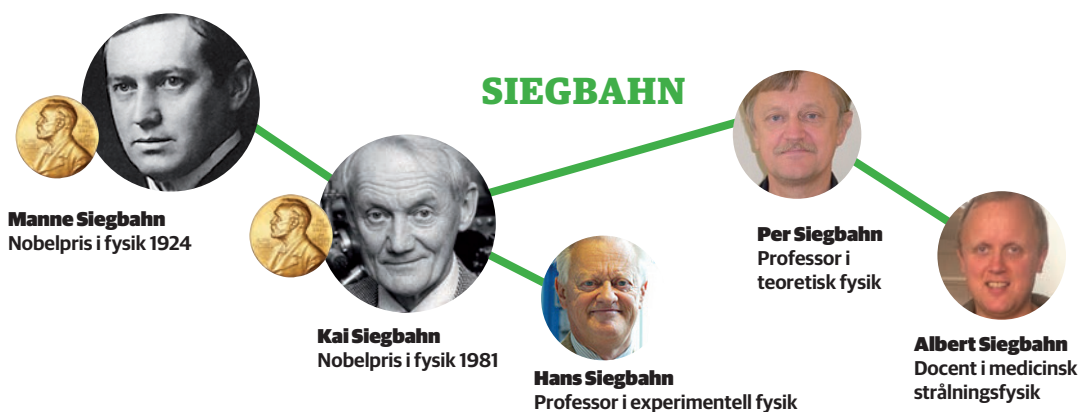 SIEGBAHN
Manne Siegbahn
Nobelpris i fysik 1924
Kai Siegbahn
Nobelpris i fysik 1981
Hans Siegbahn
Professor i experimentell fysik
Per Siegbahn
Professor i
teoretisk fysik
Albert Siegbahn
Docent i medicinsk
strålningsfysik